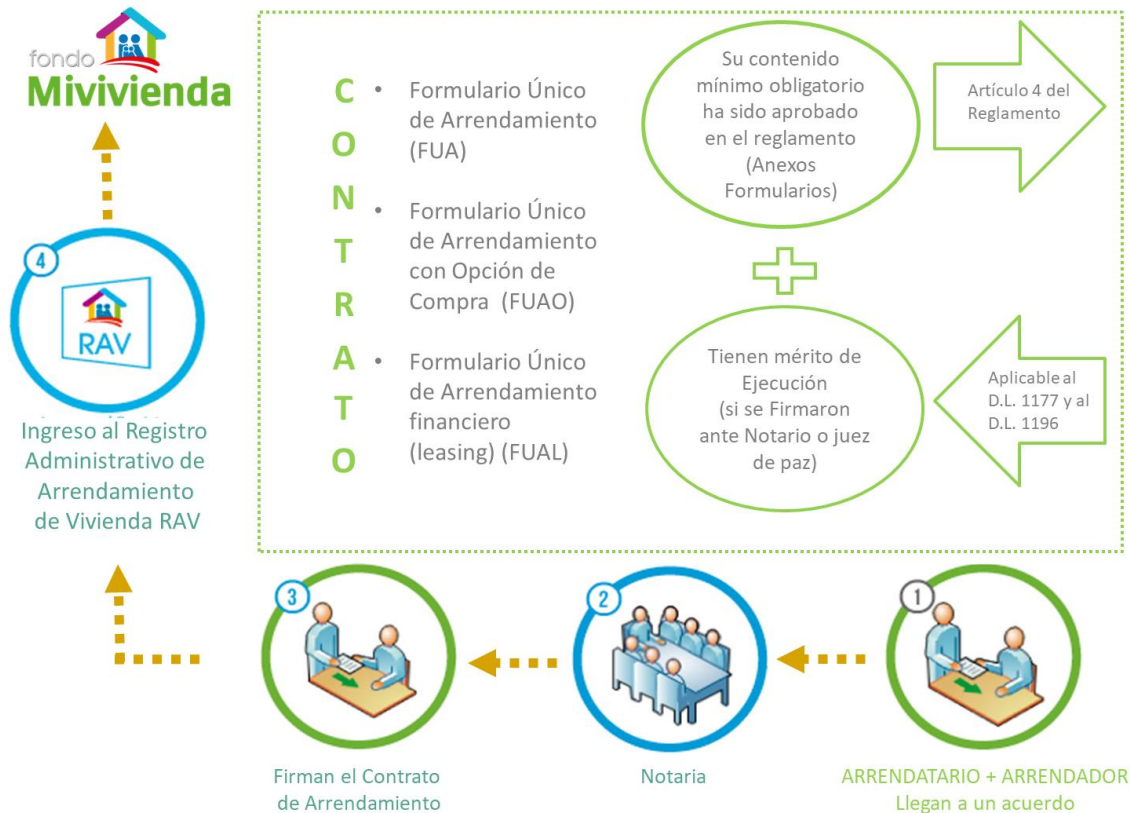 fondo
Mivivienda
4
RAV
Ingreso al Registro
Administrativo de
Arrendamiento
de Vivienda RAV
CONTRATO
• Formulario Único
de Arrendamiento
(FUA)
• Formulario Único
de Arrendamiento
con Opción de
Compra (FUAO)
• Formulario Único
de Arrendamiento
financiero
(leasing) (FUAL)
Su contenido
mínimo obligatorio
ha sido aprobado
en el reglamento
(Anexos
Formularios)
Artículo 4 del
Reglamento
Tienen mérito de
Ejecución
(si se Firmaron
ante Notario o juez
de paz)
Aplicable al
D.L. 1177 y al
D.L. 1196
3
Firman el Contrato
de Arrendamiento
2
Notaria
1
ARRENDATARIO + ARRENDADOR
Llegan a un acuerdo